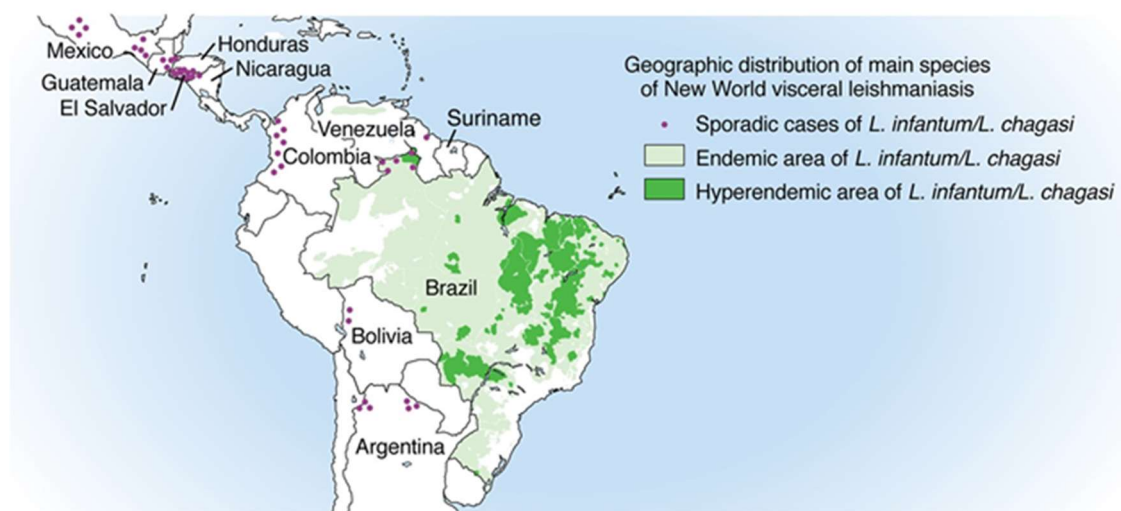 Geographic distribution of main species
of New World visceral leishmaniasis
Sporadic cases of L. infantum/L. chagasi
Endemic area of L. infantum/L. chagasi
Hyperendemic area of L. infantum/L. chagasi
Mexico
Honduras
Guatemala
Nicaragua
El Salvador
Venezuela
Suriname
Colombia
Brazil
Bolivia
Argentina